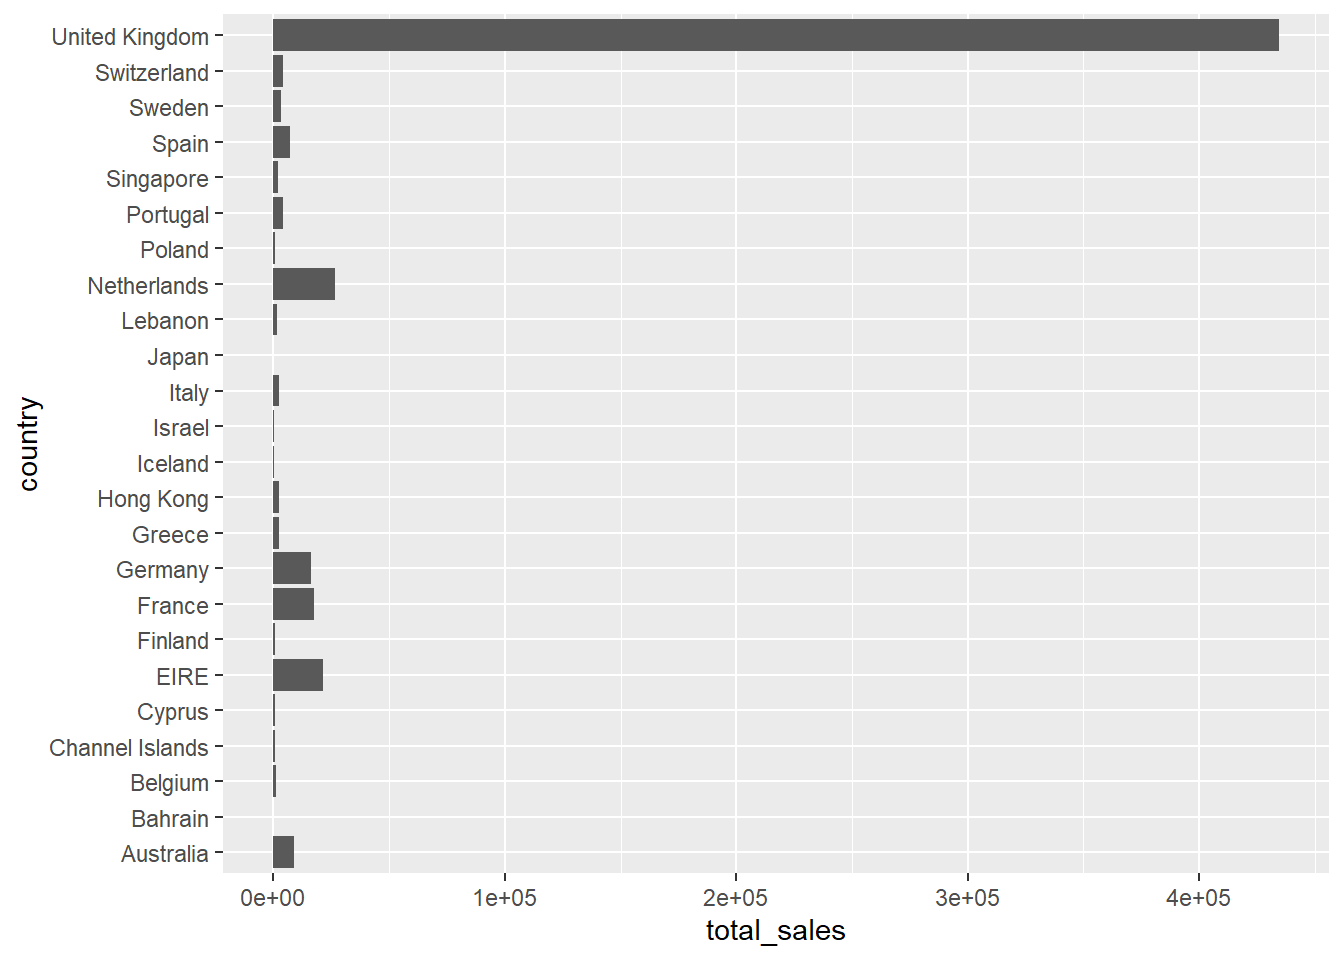 United Kingdom
Switzerland
Sweden
Spain
Singapore
Portugal
Poland
Netherlands
Lebanon
Japan
Italy
Israel
Iceland
Hong Kong
Greece
Germany
France
Finland
EIRE
Cyprus
Channel Islands
Belgium
Bahrain
Australia
country
0e+00 1e+05 2e+05 3e+05 4e+05
total_sales